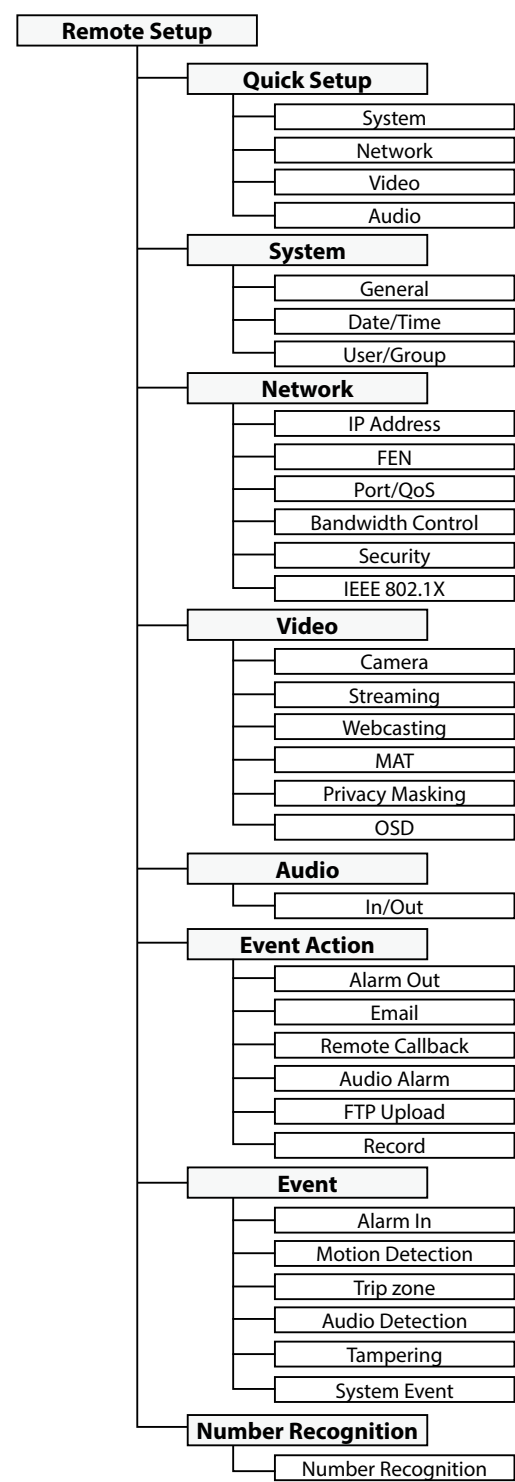 Remote Setup
Quick Setup
System
Network
Video
Audio
System
General
Date/Time
User/Group
Network
IP Address
FEN
Port/QoS
Bandwidth Control
Security
IEEE 802.1X
Video
Camera
Streaming
Webcasting
MAT
Privacy Masking
OSD
Audio
In/Out
Event Action
Alarm Out
Email
Remote Callback
Audio Alarm
FTP Upload
Record
Event
Alarm In
Motion Detection
Trip zone
Audio Detection
Tampering
System Event
Number Recognition
Number Recognition